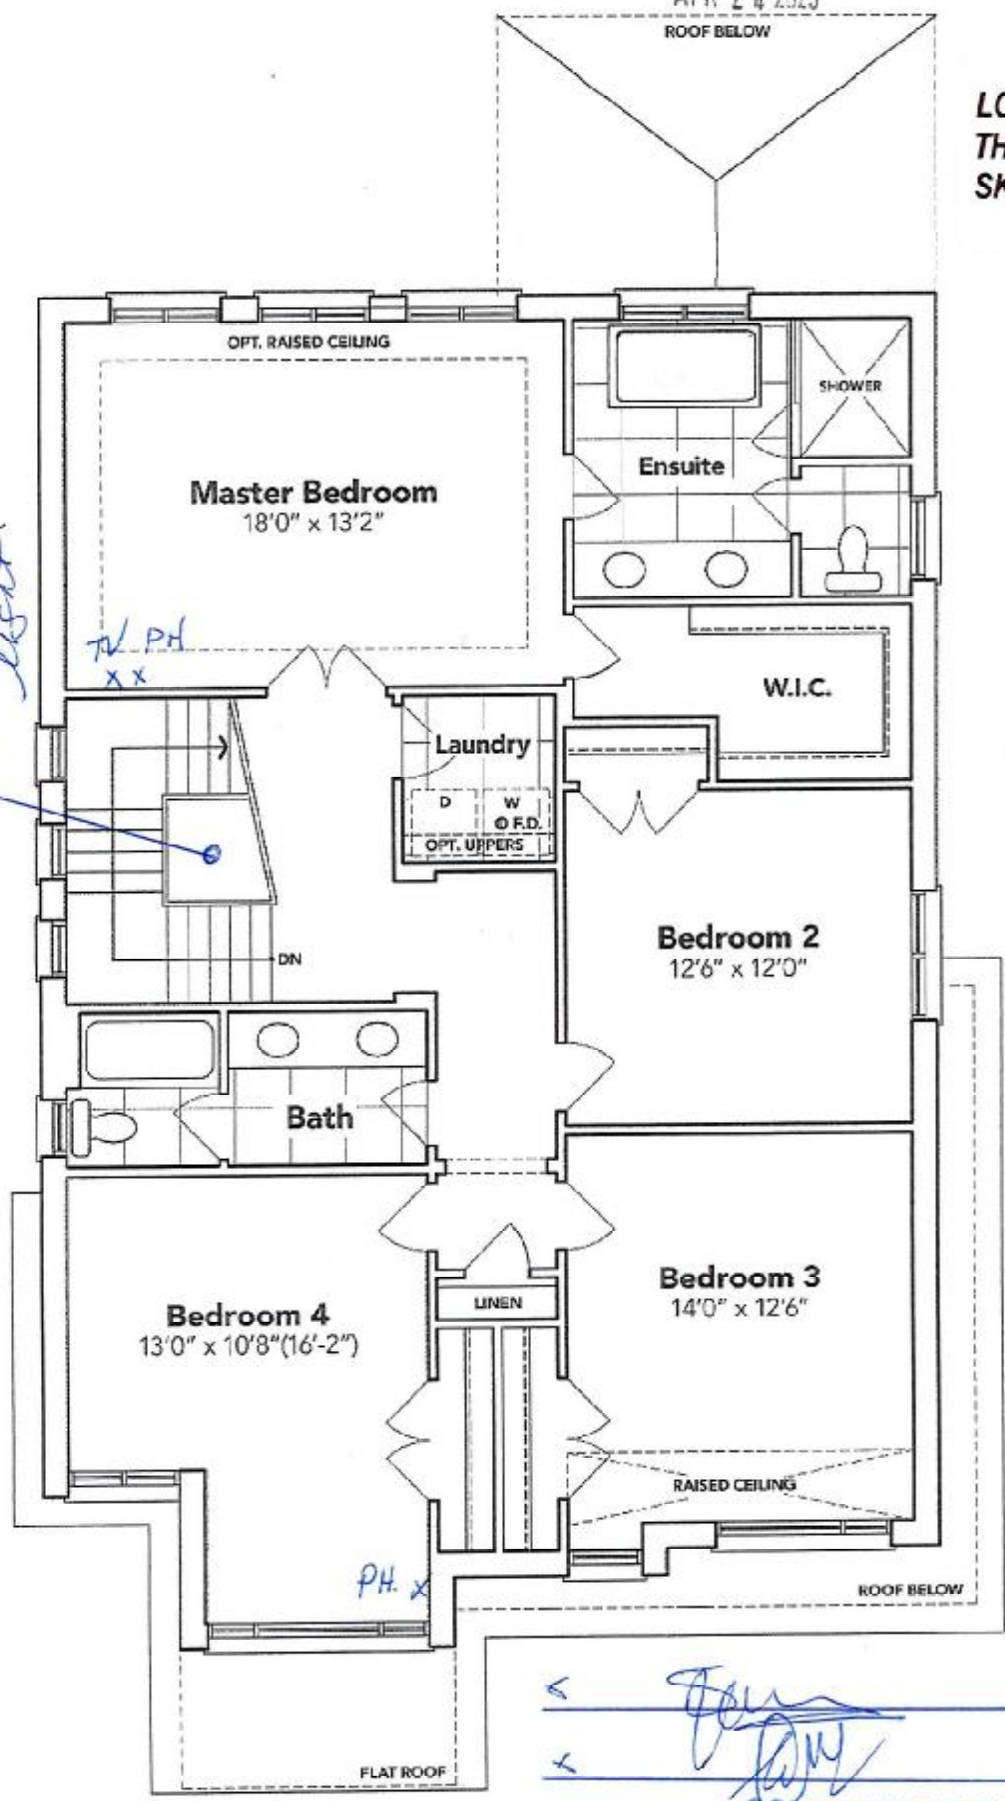 ROOF BELOW
OPT. RAISED CEILING
SHOWER
Ensuite
Master Bedroom
18'0" x 13'2"
TV PH
x x
W.I.C.
Laundry
D W
F.D.
OPT. UPPERS
Bedroom 2
12'6" x 12'0"
DN
Bath
Bedroom 3
14'0" x 12'6"
LINEN
Bedroom 4
13'0" x 10'8"(16'-2")
RAISED CEILING
PH. x
ROOF BELOW
FLAT ROOF
x